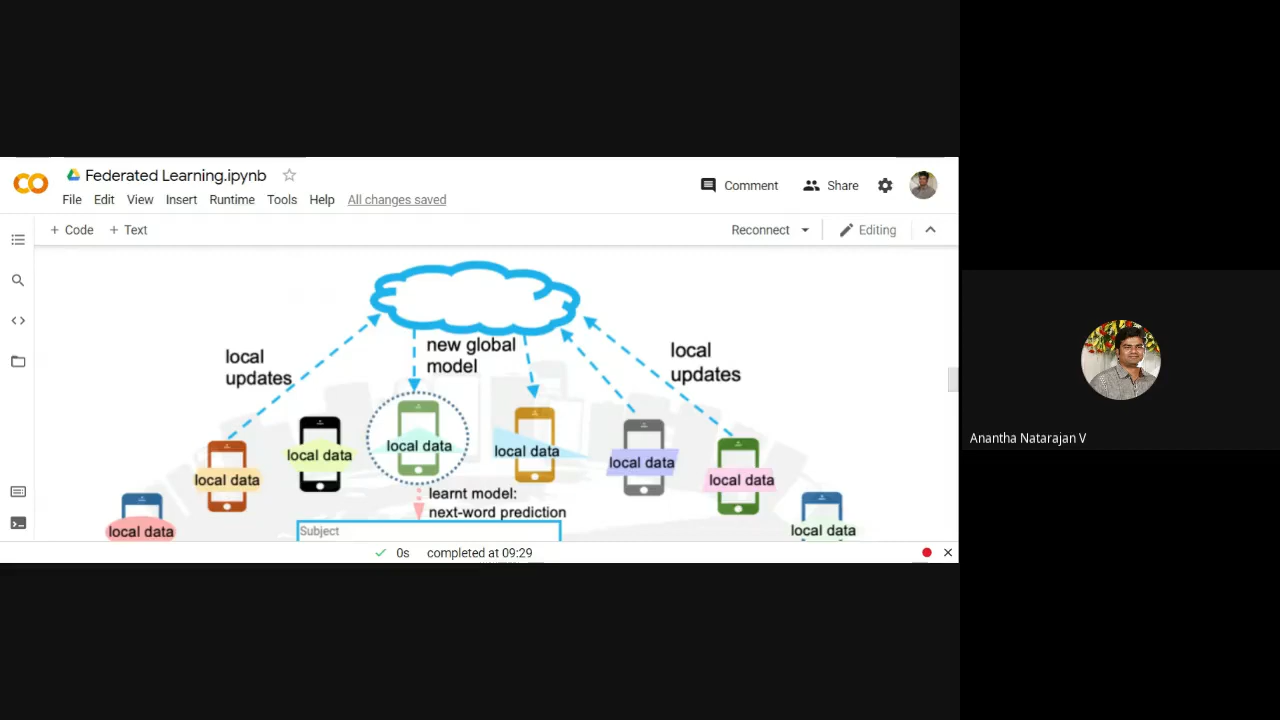 Federated Learning.ipynb
Comment
Share
File Edit View Insert Runtime Tools Help All changes saved
+ Code + Text
Reconnect
Editing
new global
model
local
updates
local
updates
local data
local data
local data
local data
local data
local data
local data
local data
learnt model:
next-word prediction
Subject
0s completed at 09:29
Anantha Natarajan V